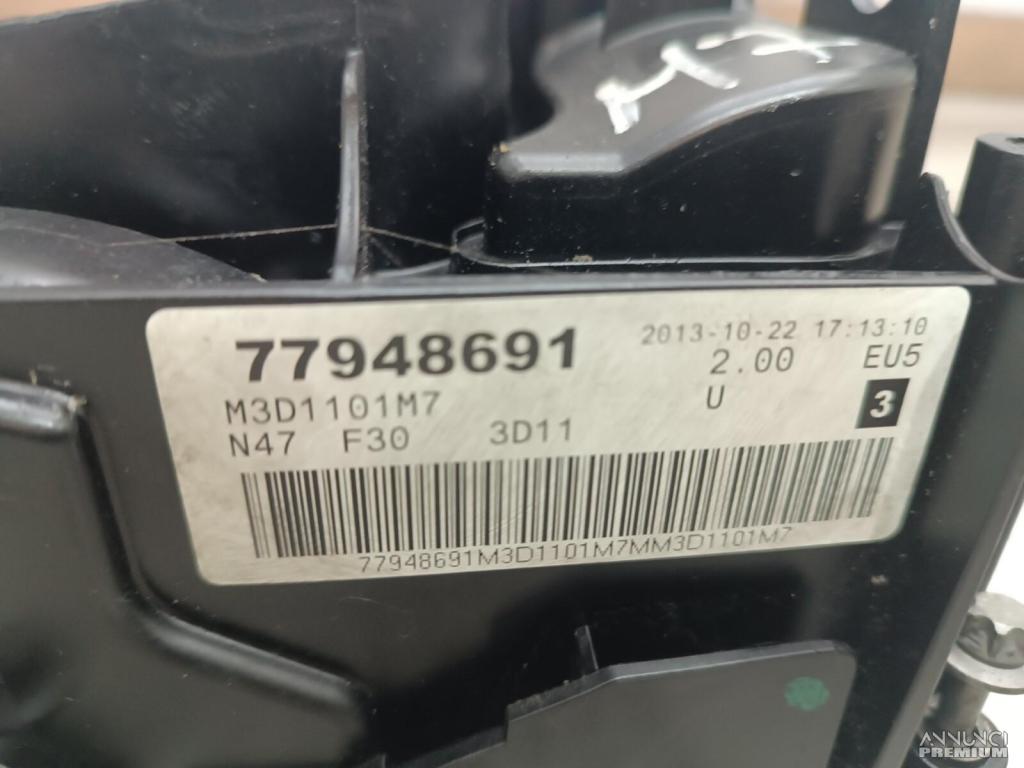 77948691
2013-10-22 17:13:10
2.00 EU5
M3D1101M7
U 3
N47 F30 3D11
77948691M3D1101M7MM3D1101M7
ANNUNCI
PREMIUM